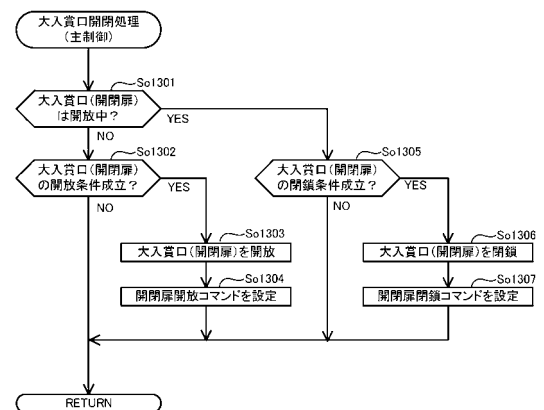 大入賞口開閉処理
(主制御)
So1301
大入賞口(開閉扉)
は開放中?
YES
NO
So1302
大入賞口(開閉扉)
の開放条件成立?
YES
NO
So1305
大入賞口(開閉扉)
の閉鎖条件成立?
YES
NO
So1303
大入賞口(開閉扉)を開放
So1304
開閉扉開放コマンドを設定
So1306
大入賞口(開閉扉)を閉鎖
So1307
開閉扉閉鎖コマンドを設定
RETURN